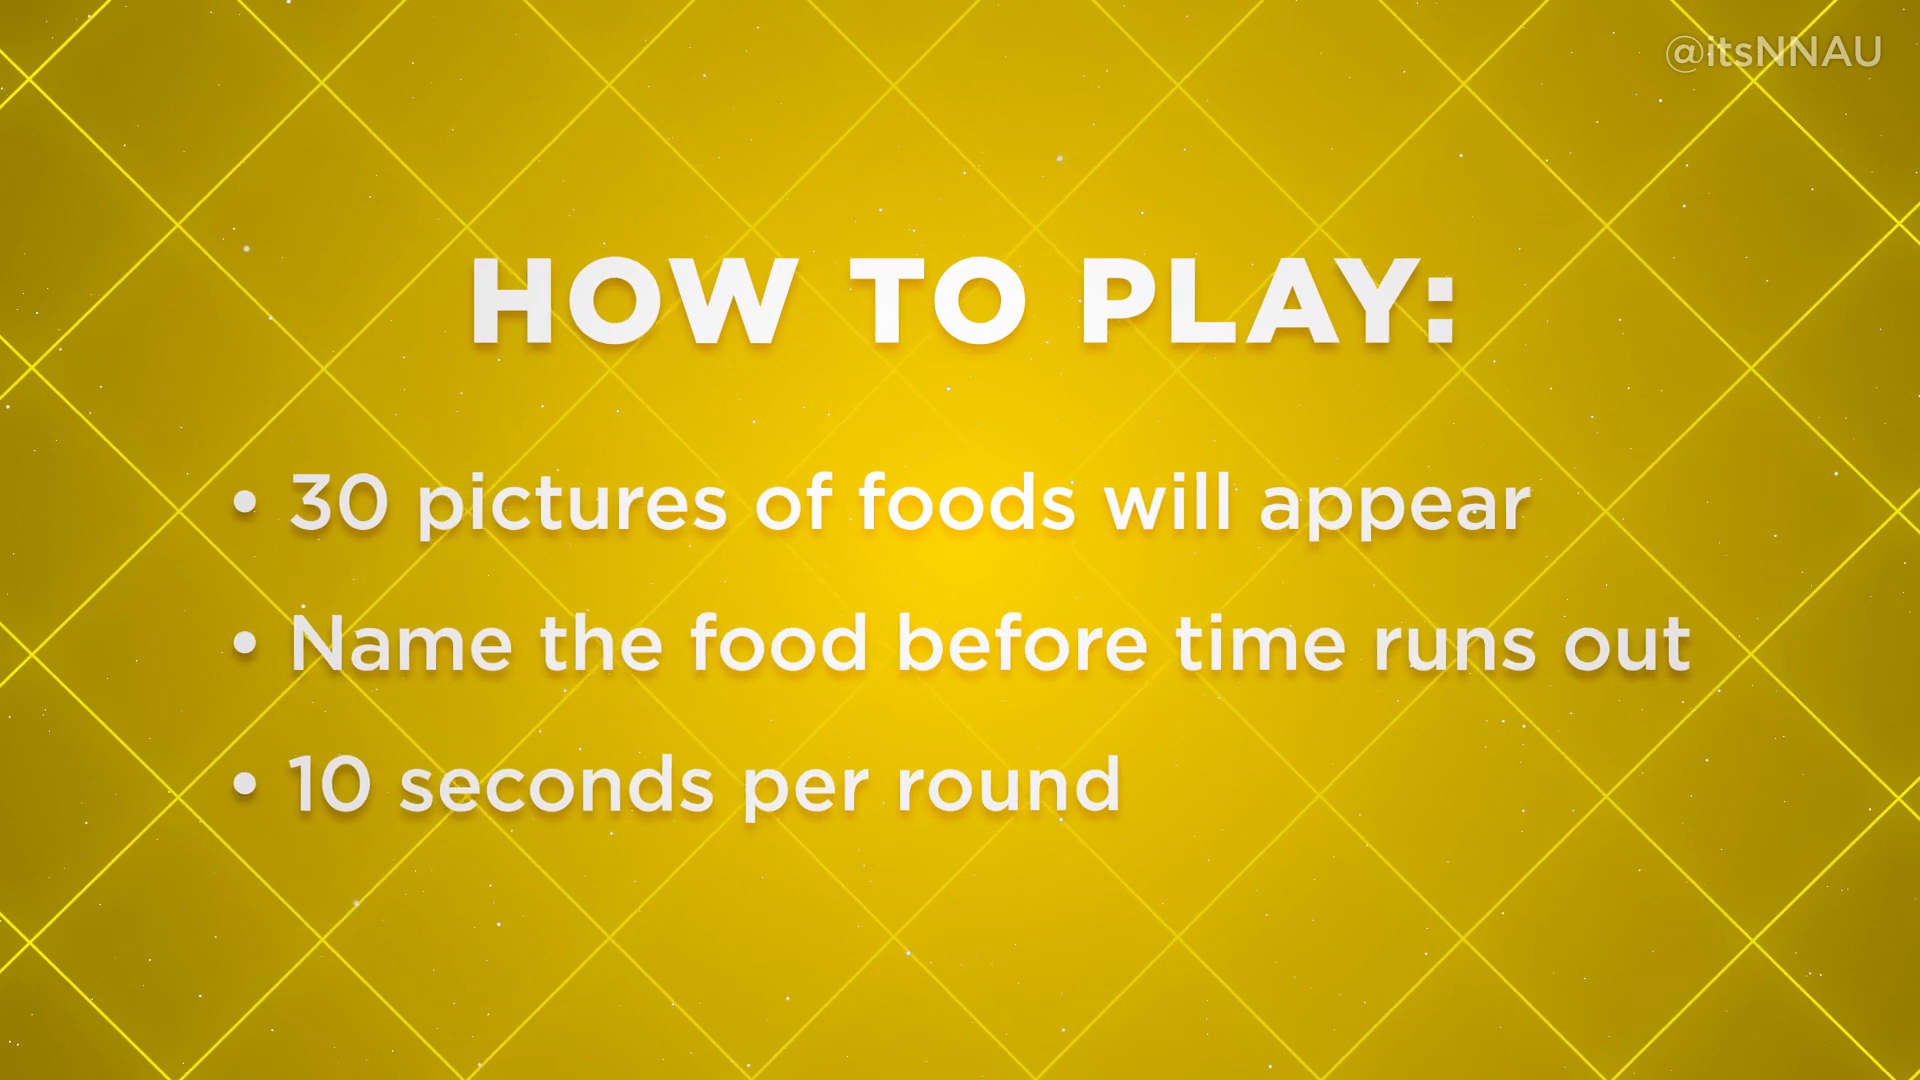 @itsNNAU
HOW TO PLAY:
• 30 pictures of foods will appear
• Name the food before time runs out
• 10 seconds per round